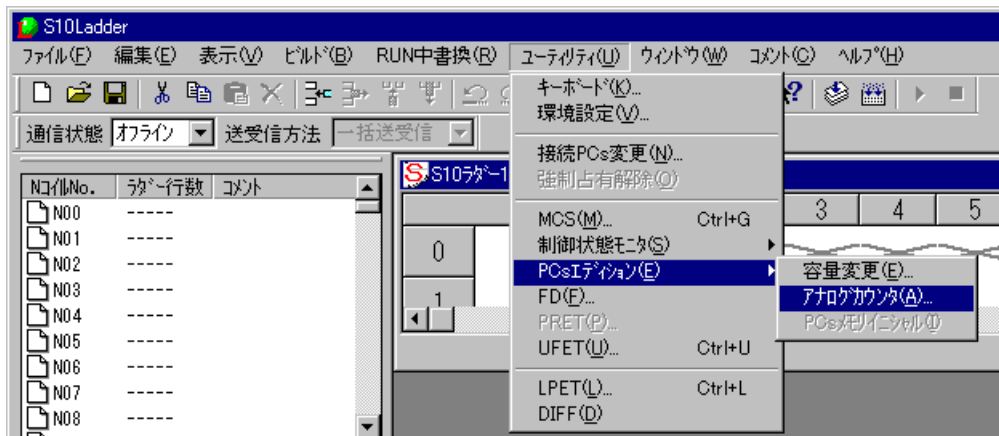 S10Ladder
ﾌｧｲﾙ(F) 編集(E) 表示(V) ﾋﾞﾙﾄﾞ(B) RUN中書換(R) ﾕｰﾃｨﾘﾃｨ(U) ｳｨﾝﾄﾞｳ(W) ｺﾒﾝﾄ(C) ﾍﾙﾌﾟ(H)
通信状態 ｵﾌﾗｲﾝ 送受信方法 一括送受信
NｺｲﾙNo. ﾗﾀﾞｰ行数 ｺﾒﾝﾄ
N00 -----
N01 -----
N02 -----
N03 -----
N04 -----
N05 -----
N06 -----
N07 -----
N08 -----
S10ﾗﾀﾞｰ1
3 4 5
0
1
ｷｰﾎﾞｰﾄﾞ(K)...
環境設定(V)...
接続PCs変更(N)...
強制占有解除(O)
MCS(M)... Ctrl+G
制御状態ﾓﾆﾀ(S)
PCsｴﾃﾞｨｼｮﾝ(E)
FD(F)...
PRET(P)...
UFET(U)... Ctrl+U
LPET(L)... Ctrl+L
DIFF(D)
容量変更(E)...
ｱﾅﾛｸﾞｶｳﾝﾀ(A)...
PCsﾒﾓﾘｲﾆｼｬﾙ(I)